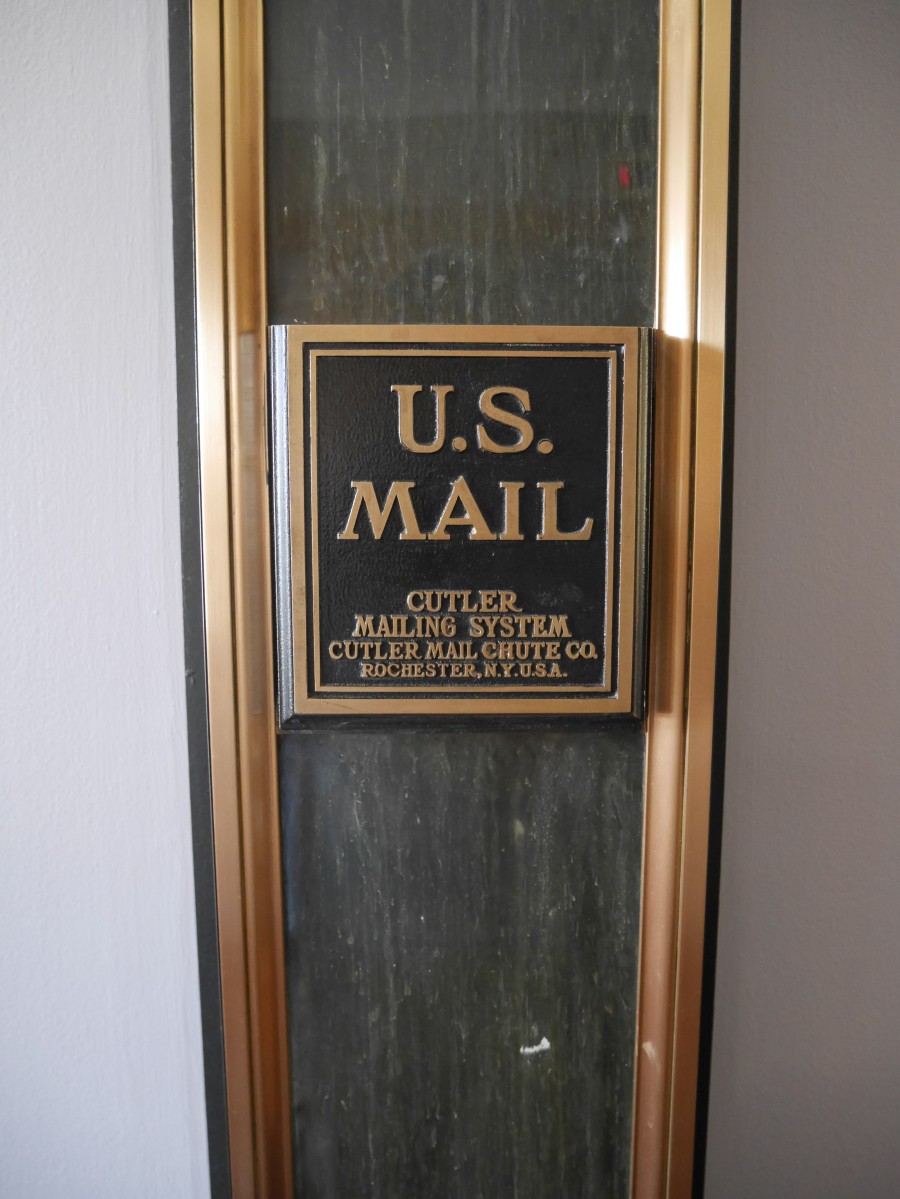 U.S.
MAIL
CUTLER
MAILING SYSTEM
CUTLER MAIL CHUTE CO.
ROCHESTER, N.Y. U.S.A.